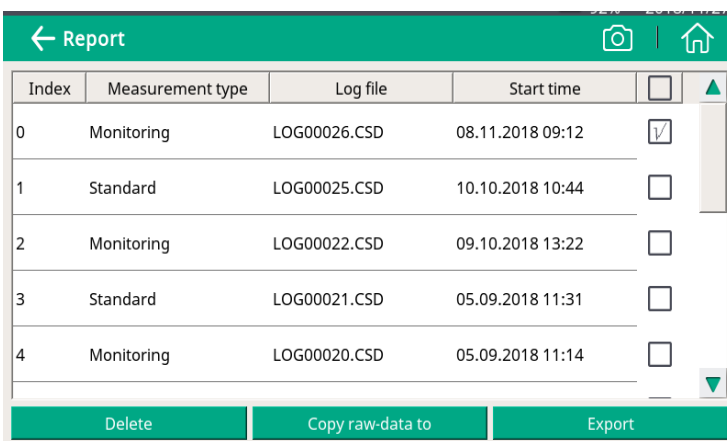 Report
Index Measurement type Log file Start time
0 Monitoring LOG00026.CSD 08.11.2018 09:12
1 Standard LOG00025.CSD 10.10.2018 10:44
2 Monitoring LOG00022.CSD 09.10.2018 13:22
3 Standard LOG00021.CSD 05.09.2018 11:31
4 Monitoring LOG00020.CSD 05.09.2018 11:14
Delete Copy raw-data to Export